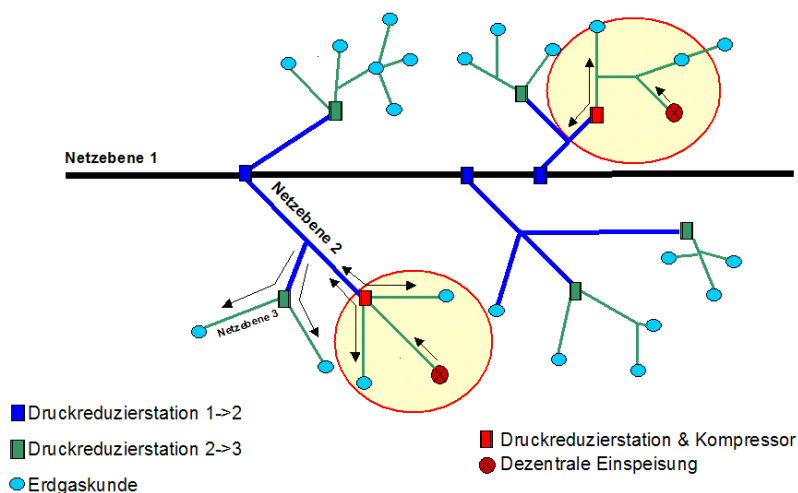 Netzebene 1
Netzebene 2
Netzebene 3
Druckreduzierstation 1->2
Druckreduzierstation 2->3
Erdgaskunde
Druckreduzierstation & Kompressor
Dezentrale Einspeisung